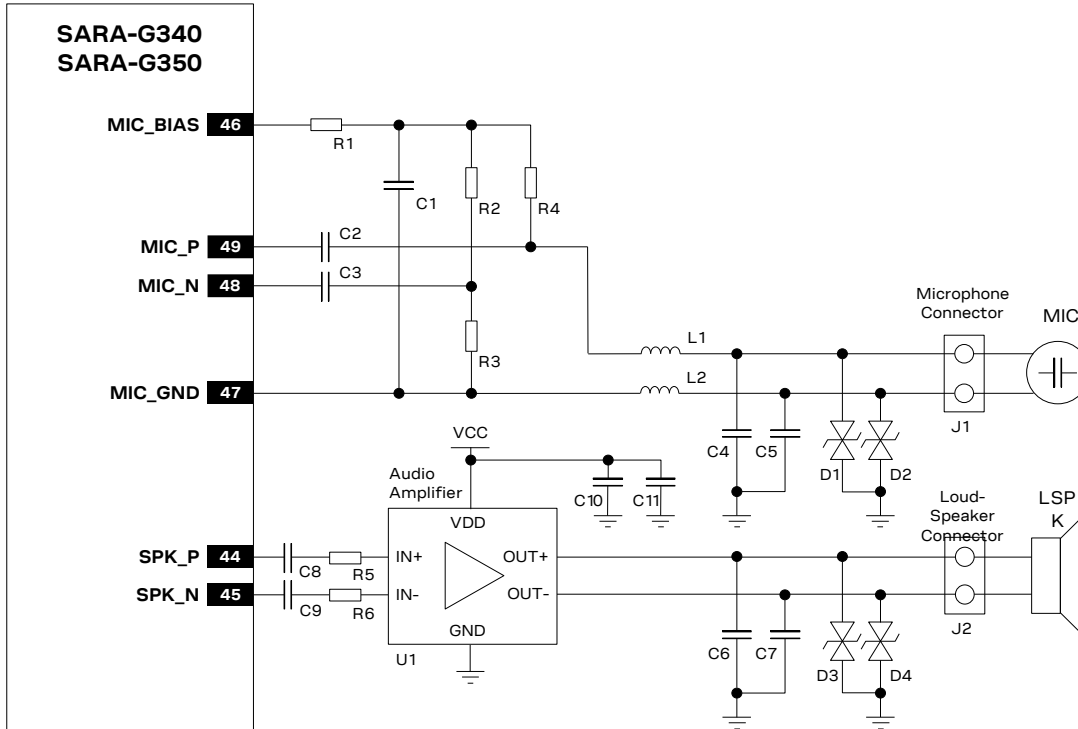 SARA-G340
SARA-G350
MIC_BIAS 46
R1
C1
R2
R4
MIC_P 49
C2
MIC_N 48
C3
R3
MIC_GND 47
L1
L2
Microphone
Connector
MIC
J1
C4
C5
D1
D2
VCC
C10
C11
Audio
Amplifier
VDD
IN+
IN-
OUT+
OUT-
GND
U1
SPK_P 44
C8
R5
SPK_N 45
C9
R6
Loud-
Speaker
Connector
LSP
K
J2
C6
C7
D3
D4